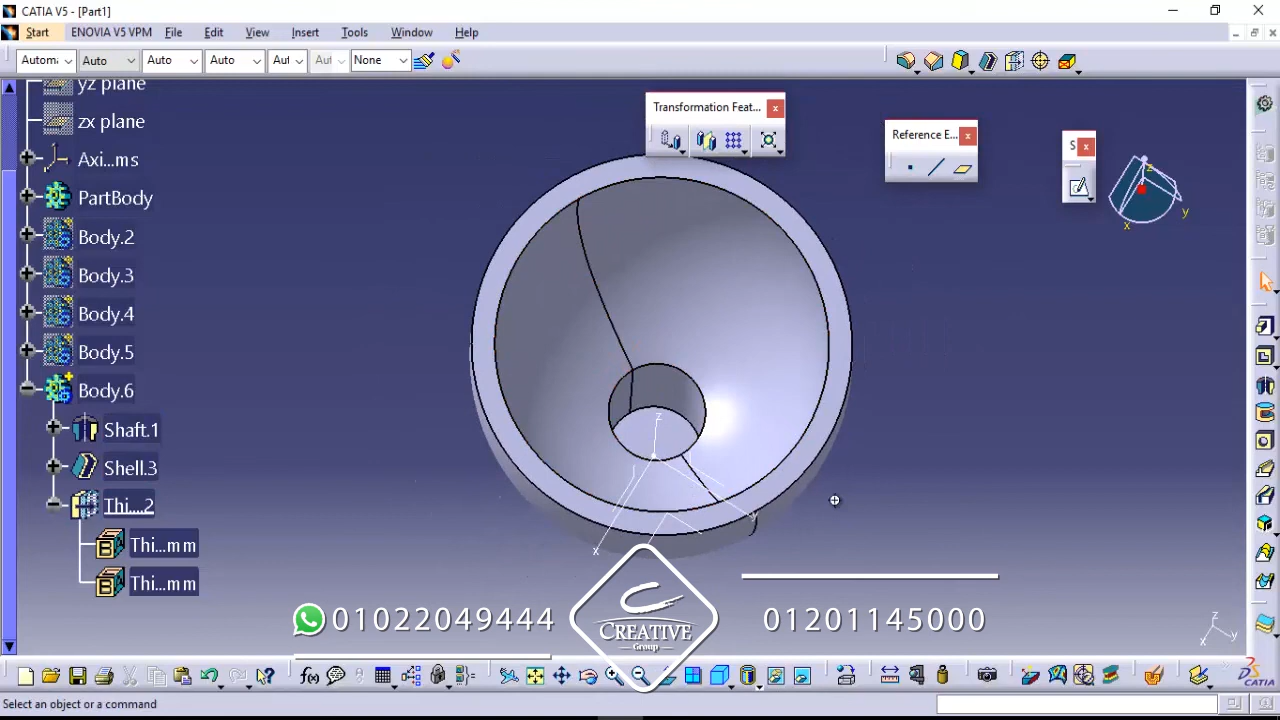 CATIA V5 - [Part1]
Start ENOVIA V5 VPM File Edit View Insert Tools Window Help
Automa Auto Auto Auto Aut Aut None
Transformation Feat...
Reference E...
S
yz plane
zx plane
Axi...ms
PartBody
Body.2
Body.3
Body.4
Body.5
Body.6
Shaft.1
Shell.3
Thi...2
Thi...mm
Thi...mm
z
y
x
z
y
x
z
y
x
01022049444
CREATIVE
Group
01201145000
f(x)
CATIA
Select an object or a command